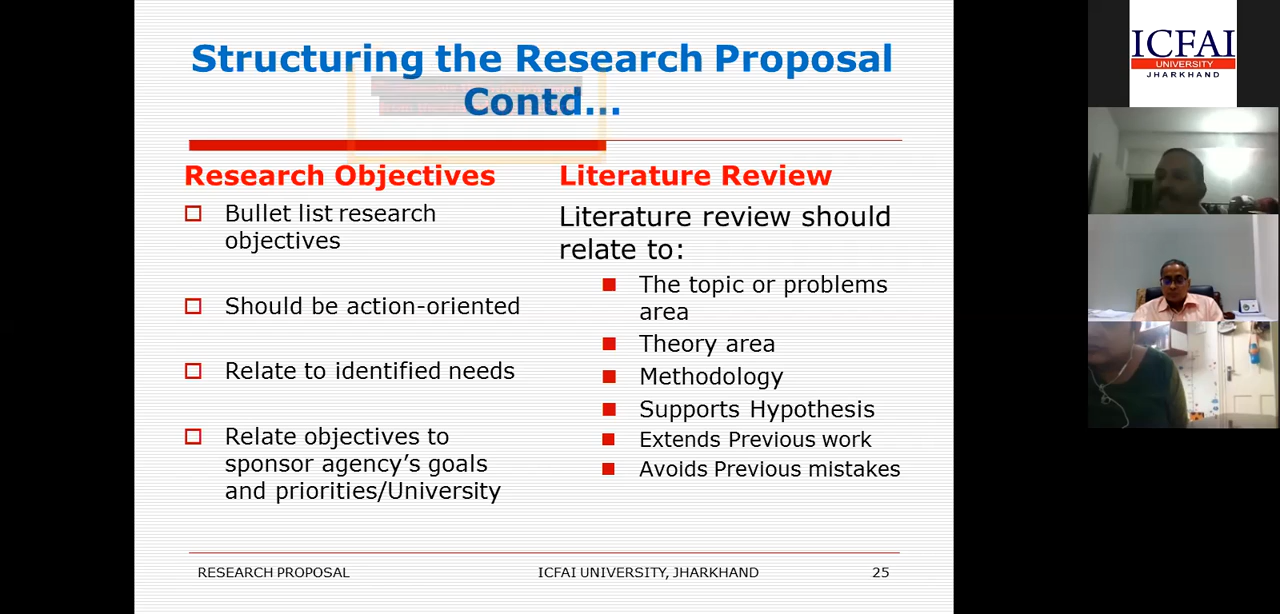 Structuring the Research Proposal
Contd...
Research Objectives
Bullet list research
objectives
Should be action-oriented
Relate to identified needs
Relate objectives to
sponsor agency's goals
and priorities/University
Literature Review
Literature review should
relate to:
The topic or problems
area
Theory area
Methodology
Supports Hypothesis
Extends Previous work
Avoids Previous mistakes
RESEARCH PROPOSAL
ICFAI UNIVERSITY, JHARKHAND
25
ICFAI
UNIVERSITY
JHARKHAND